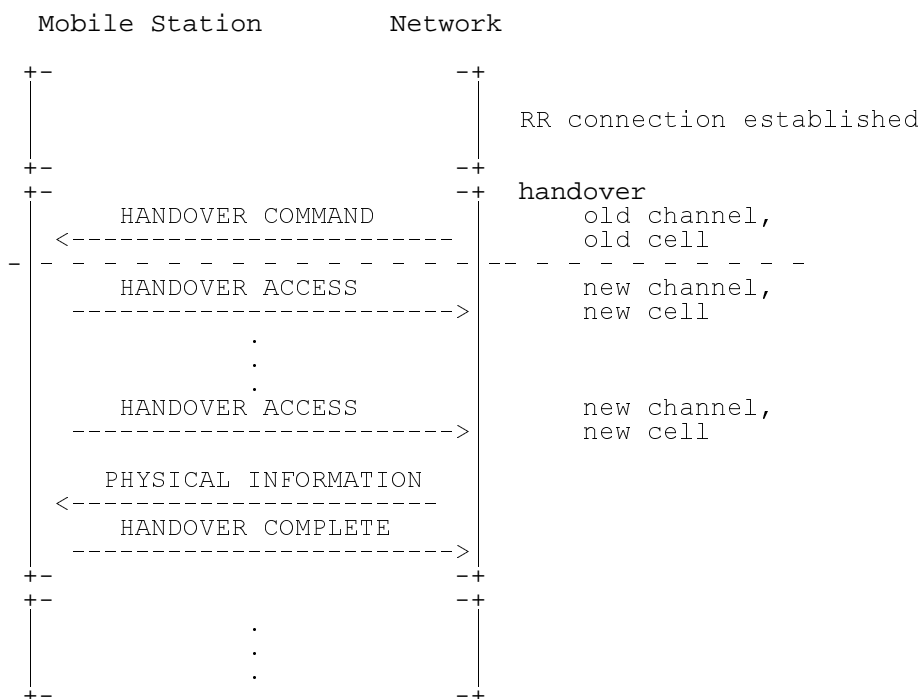 Mobile Station Network
RR connection established
handover
HANDOVER COMMAND old channel,
old cell
HANDOVER ACCESS new channel,
new cell
.
.
.
HANDOVER ACCESS new channel,
new cell
PHYSICAL INFORMATION
HANDOVER COMPLETE
.
.
.